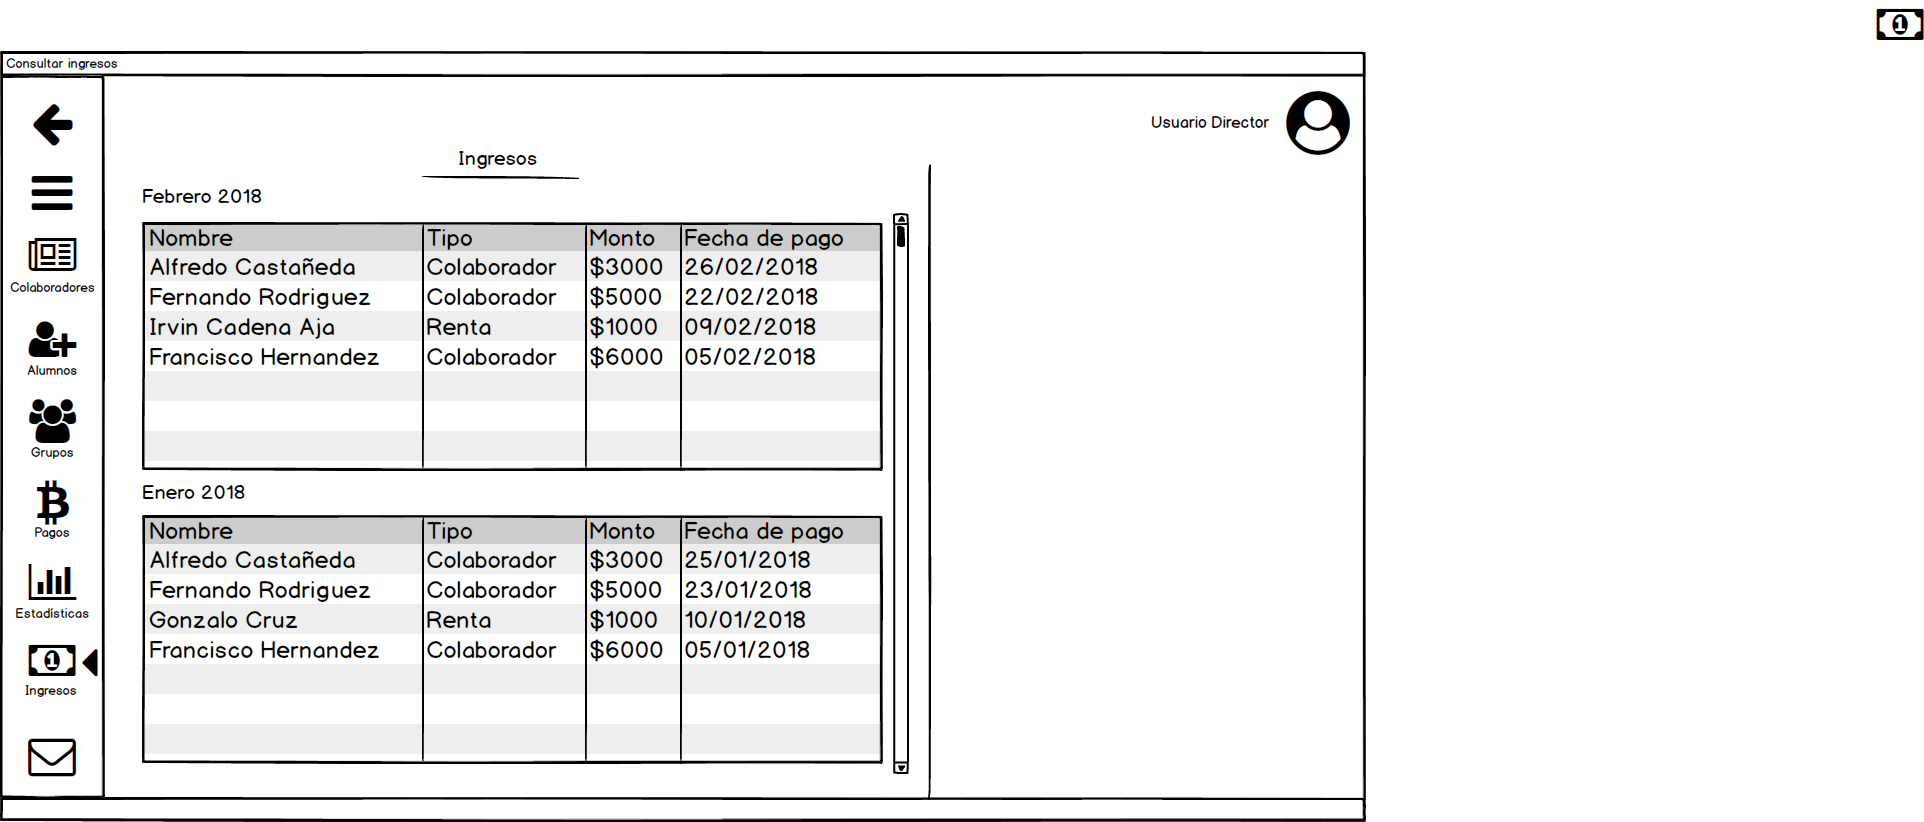 Consultar ingresos
Usuario Director
Ingresos
Febrero 2018
Nombre Tipo Monto Fecha de pago
Alfredo Castañeda Colaborador $3000 26/02/2018
Fernando Rodriguez Colaborador $5000 22/02/2018
Irvin Cadena Aja Renta $1000 09/02/2018
Francisco Hernandez Colaborador $6000 05/02/2018
Enero 2018
Nombre Tipo Monto Fecha de pago
Alfredo Castañeda Colaborador $3000 25/01/2018
Fernando Rodriguez Colaborador $5000 23/01/2018
Gonzalo Cruz Renta $1000 10/01/2018
Francisco Hernandez Colaborador $6000 05/01/2018
Colaboradores
Alumnos
Grupos
Pagos
Estadísticas
1
Ingresos
1